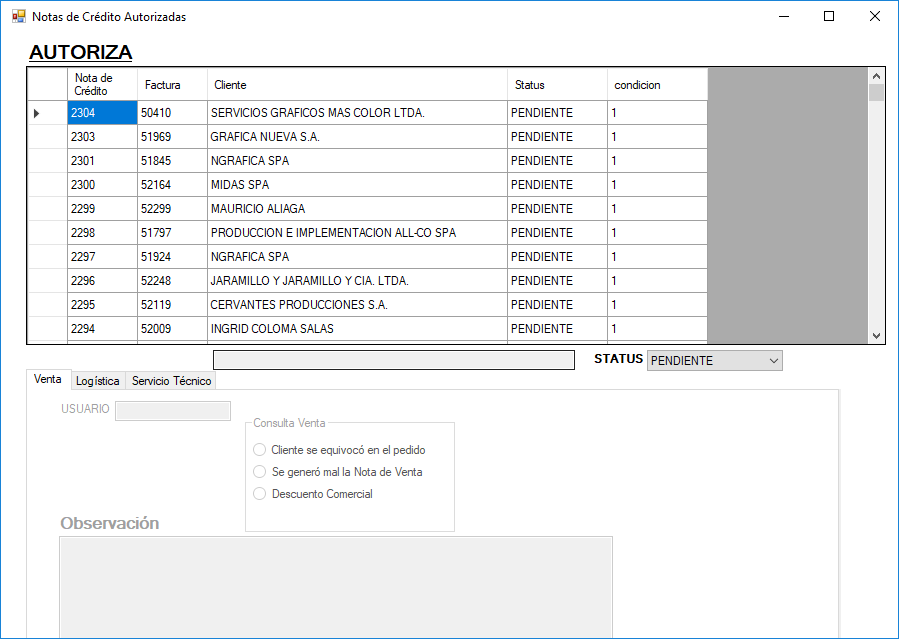 Notas de Crédito Autorizadas
AUTORIZA
Nota de Crédito Factura Cliente Status condicion
2304 50410 SERVICIOS GRAFICOS MAS COLOR LTDA. PENDIENTE 1
2303 51969 GRAFICA NUEVA S.A. PENDIENTE 1
2301 51845 NGRAFICA SPA PENDIENTE 1
2300 52164 MIDAS SPA PENDIENTE 1
2299 52299 MAURICIO ALIAGA PENDIENTE 1
2298 51797 PRODUCCION E IMPLEMENTACION ALL-CO SPA PENDIENTE 1
2297 51924 NGRAFICA SPA PENDIENTE 1
2296 52248 JARAMILLO Y JARAMILLO Y CIA. LTDA. PENDIENTE 1
2295 52119 CERVANTES PRODUCCIONES S.A. PENDIENTE 1
2294 52009 INGRID COLOMA SALAS PENDIENTE 1
STATUS PENDIENTE
Venta Logística Servicio Técnico
USUARIO
Consulta Venta
Cliente se equivocó en el pedido
Se generó mal la Nota de Venta
Descuento Comercial
Observación